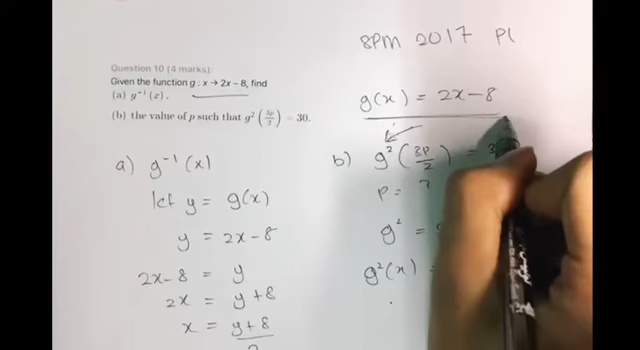 SPM 2017 P1
Question 10 (4 marks):
Given the function g : x → 2x − 8, find
(a) g⁻¹(x).
(b) the value of p such that g² (3p/2) = 30.
g(x) = 2x − 8
a) g⁻¹(x)
let y = g(x)
y = 2x − 8
2x − 8 = y
2x = y + 8
x = y + 8
b) g² (3p/2) = 3
p = ?
g² =
g²(x) =